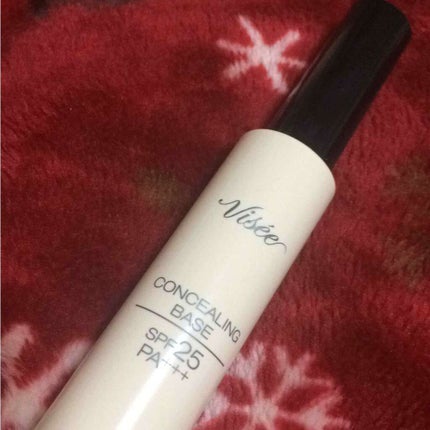 Visée
CONCEALING
BASE
SPF25
PA+++